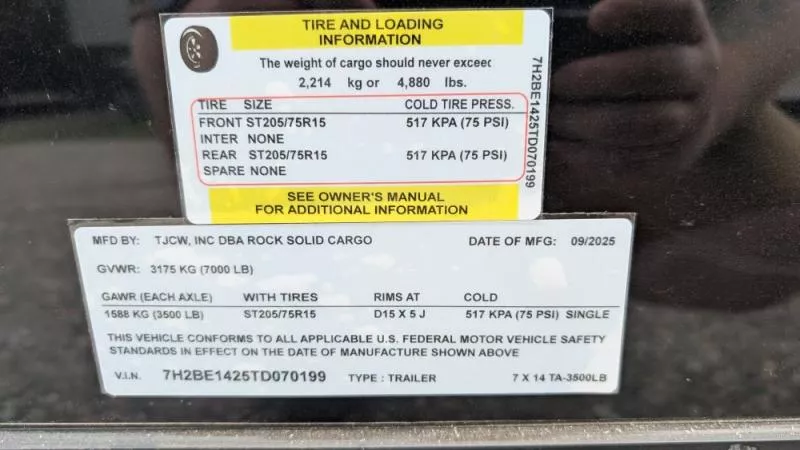 TIRE AND LOADING
INFORMATION
The weight of cargo should never exceed
2,214 kg or 4,880 lbs.
TIRE SIZE COLD TIRE PRESS.
FRONT ST205/75R15 517 KPA (75 PSI)
INTER NONE
REAR ST205/75R15 517 KPA (75 PSI)
SPARE NONE
SEE OWNER'S MANUAL
FOR ADDITIONAL INFORMATION
7H2BE1425TD070199
MFD BY: TJCW, INC DBA ROCK SOLID CARGO DATE OF MFG: 09/2025
GVWR: 3175 KG (7000 LB)
GAWR (EACH AXLE) WITH TIRES RIMS AT COLD
1588 KG (3500 LB) ST205/75R15 D15 X 5 J 517 KPA (75 PSI) SINGLE
THIS VEHICLE CONFORMS TO ALL APPLICABLE U.S. FEDERAL MOTOR VEHICLE SAFETY
STANDARDS IN EFFECT ON THE DATE OF MANUFACTURE SHOWN ABOVE
V.I.N. 7H2BE1425TD070199 TYPE : TRAILER 7 X 14 TA-3500LB